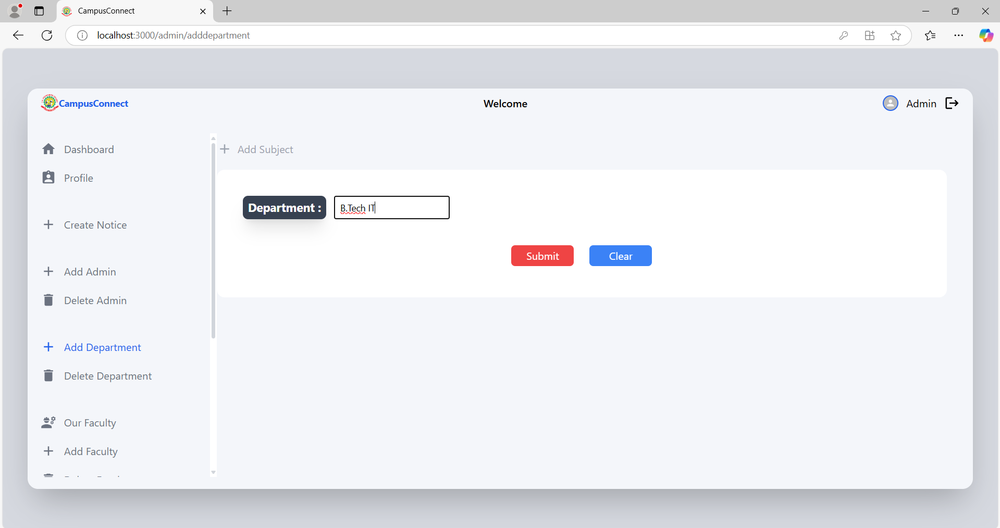 CampusConnect
localhost:3000/admin/adddepartment
CampusConnect
Welcome
Admin
Dashboard
Profile
Create Notice
Add Admin
Delete Admin
Add Department
Delete Department
Our Faculty
Add Faculty
Add Subject
Department :
B.Tech IT
Submit
Clear